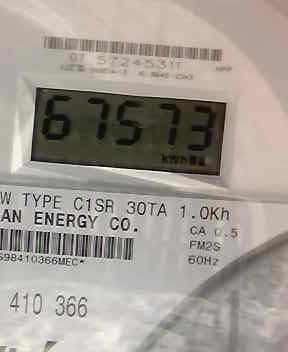 07 57245311
67573
kWh
W TYPE C1SR 30TA 1.0Kh
AN ENERGY CO.
CA 0.5
FM2S
S98410366MEC*
60Hz
410 366